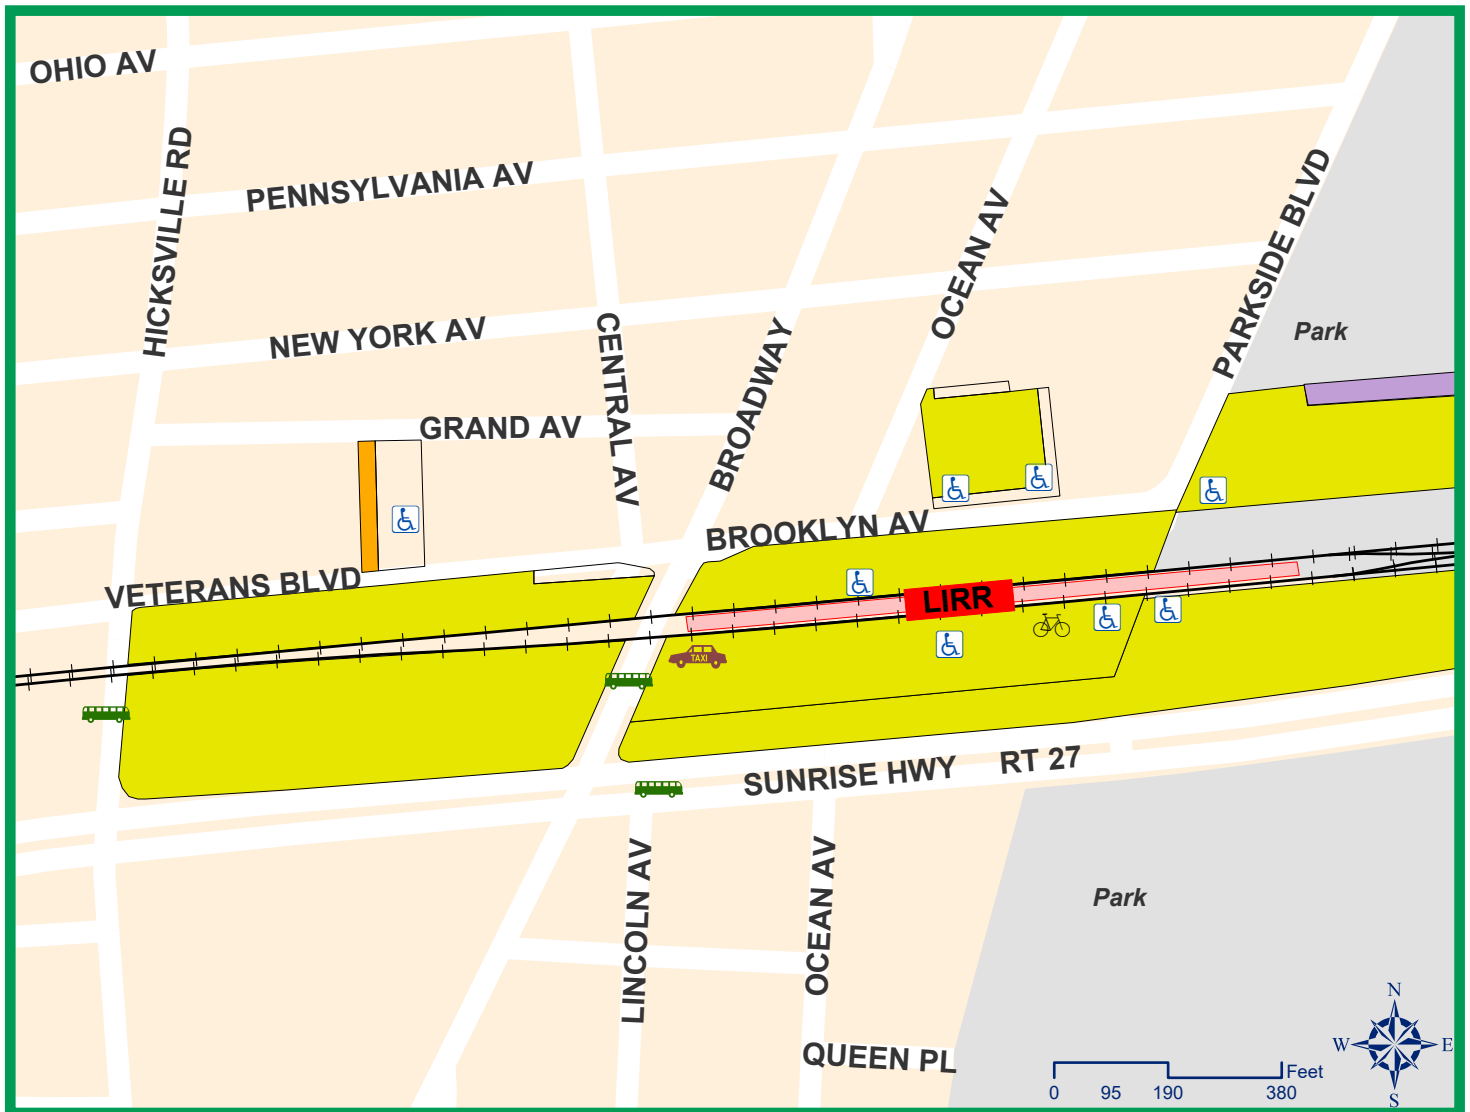 OHIO AV
HICKSVILLE RD
PENNSYLVANIA AV
NEW YORK AV
GRAND AV
CENTRAL AV
BROADWAY
OCEAN AV
PARKSIDE BLVD
Park
VETERANS BLVD
BROOKLYN AV
LIRR
TAXI
SUNRISE HWY RT 27
LINCOLN AV
OCEAN AV
Park
QUEEN PL
N
W E
S
Feet
0 95 190 380